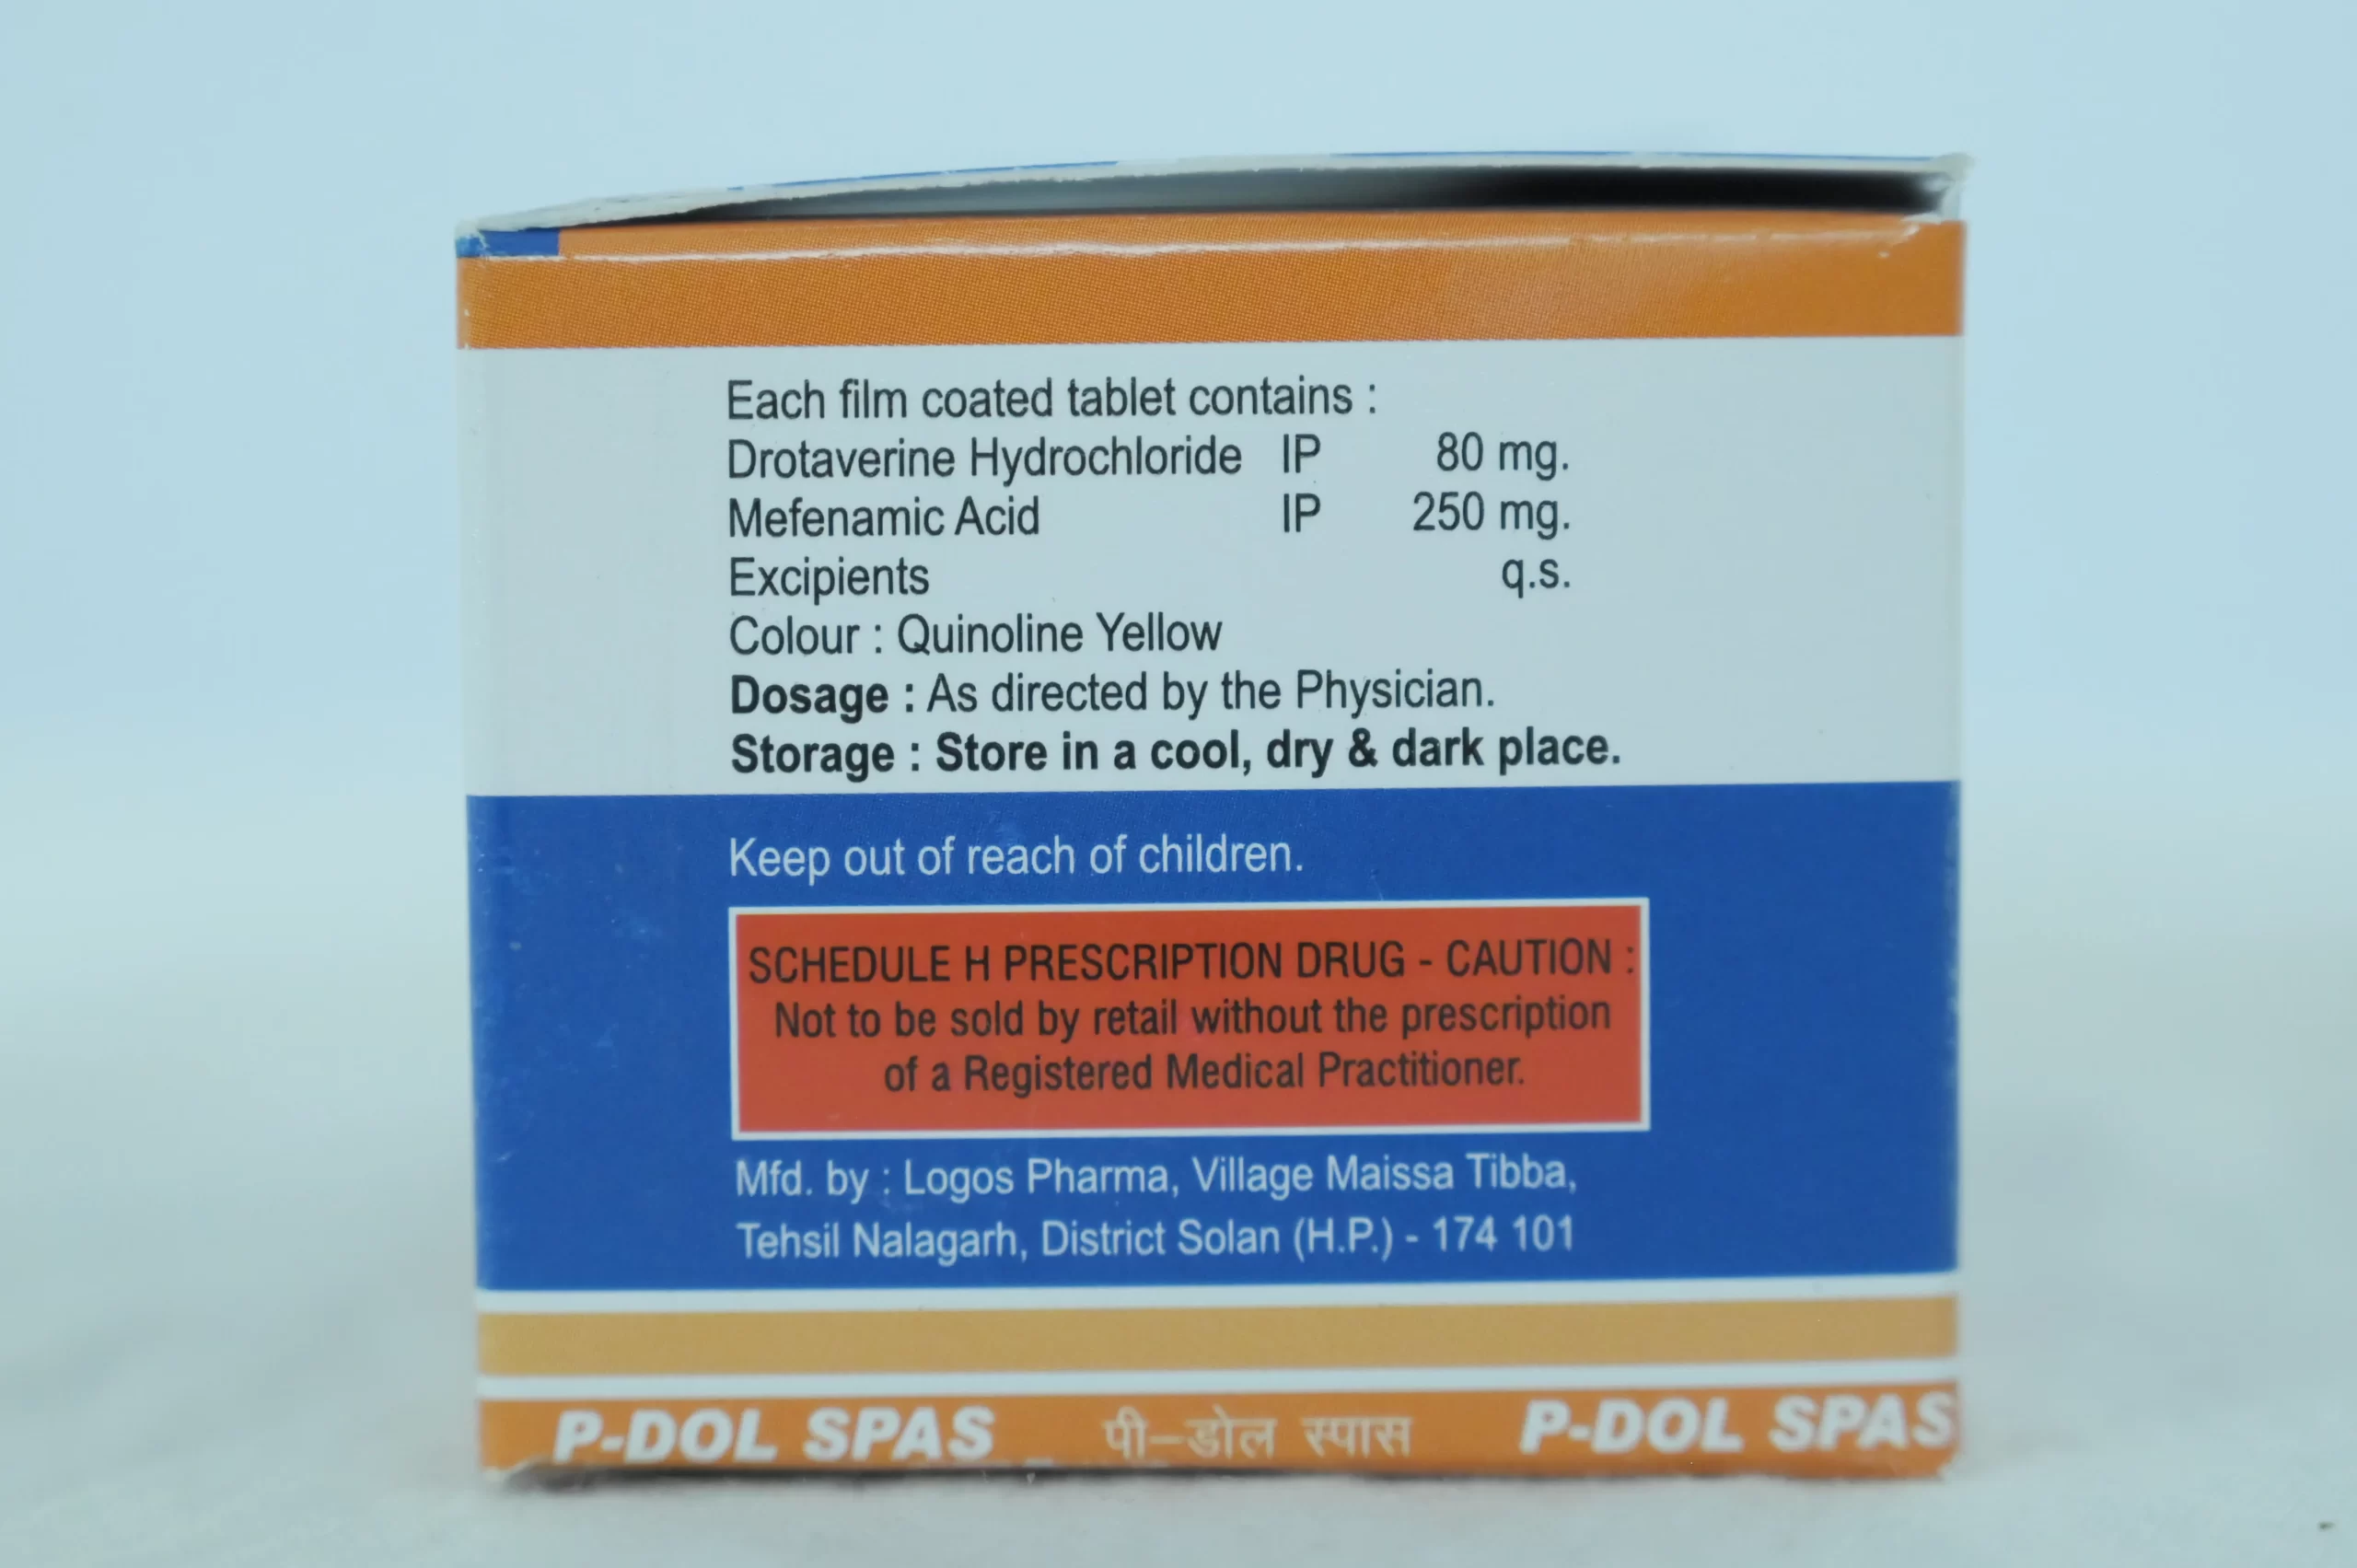 Each film coated tablet contains :
Drotaverine Hydrochloride IP 80 mg.
Mefenamic Acid IP 250 mg.
Excipients q.s.
Colour : Quinoline Yellow
Dosage : As directed by the Physician.
Storage : Store in a cool, dry & dark place.
Keep out of reach of children.
SCHEDULE H PRESCRIPTION DRUG - CAUTION :
Not to be sold by retail without the prescription
of a Registered Medical Practitioner.
Mfd. by : Logos Pharma, Village Maissa Tibba,
Tehsil Nalagarh, District Solan (H.P.) - 174 101
P-DOL SPAS पी–डोल स्पास P-DOL SPAS